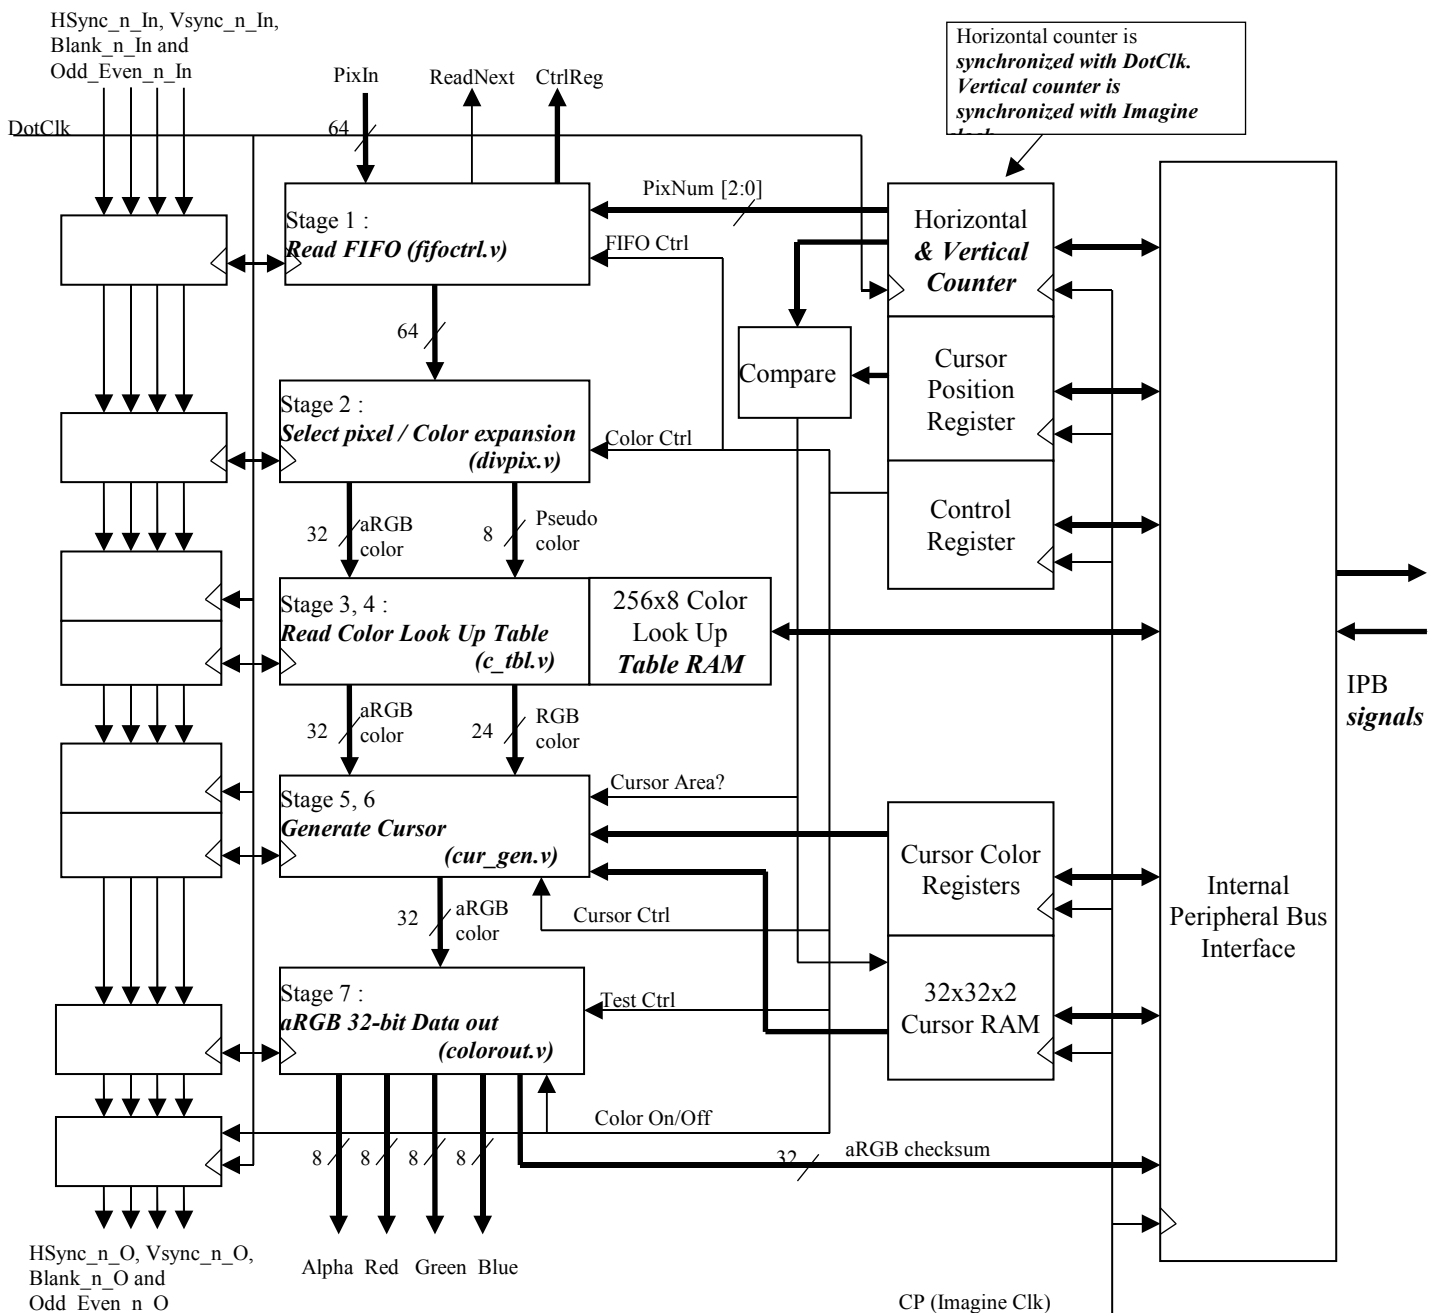 HSync_n_In, Vsync_n_In,
Blank_n_In and
Odd_Even_n_In
PixIn
ReadNext
CtrlReg
Horizontal counter is
synchronized with DotClk.
Vertical counter is
synchronized with Imagine
DotClk
64
Stage 1 :
Read FIFO (fifoctrl.v)
PixNum [2:0]
FIFO Ctrl
Horizontal
& Vertical
Counter
64
Compare
Cursor
Position
Register
Stage 2 :
Select pixel / Color expansion
(divpix.v)
Color Ctrl
Control
Register
32
aRGB
color
8
Pseudo
color
Stage 3, 4 :
Read Color Look Up Table
(c_tbl.v)
256x8 Color
Look Up
Table RAM
IPB
signals
32
aRGB
color
24
RGB
color
Stage 5, 6
Generate Cursor
(cur_gen.v)
Cursor Area?
Cursor Color
Registers
Internal
Peripheral Bus
Interface
32
aRGB
color
Cursor Ctrl
Stage 7 :
aRGB 32-bit Data out
(colorout.v)
Test Ctrl
32x32x2
Cursor RAM
Color On/Off
8
8
8
8
32
aRGB checksum
HSync_n_O, Vsync_n_O,
Blank_n_O and
Odd_Even_n_O
Alpha
Red
Green
Blue
CP (Imagine Clk)